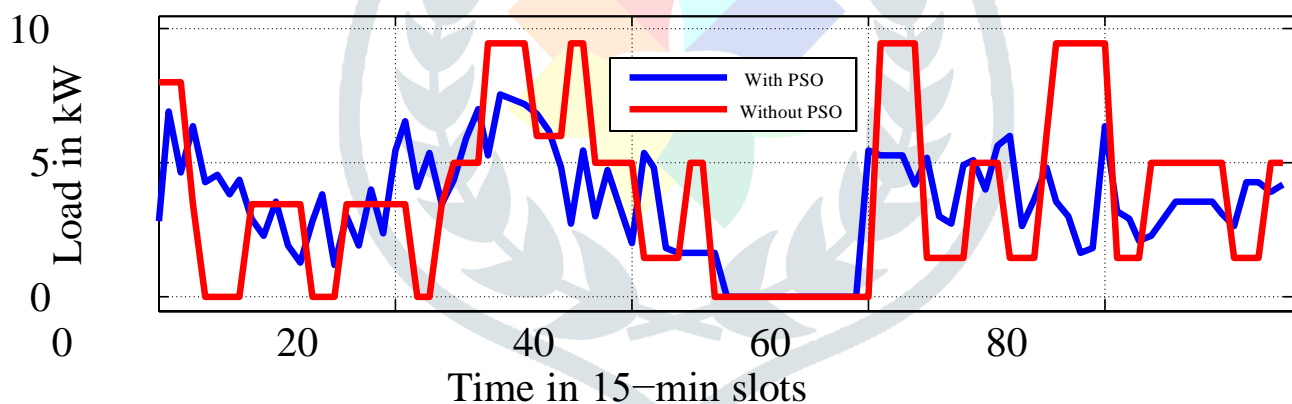 10
With PSO
Without PSO
5
0
Load in kW
0 20 40 60 80
Time in 15−min slots